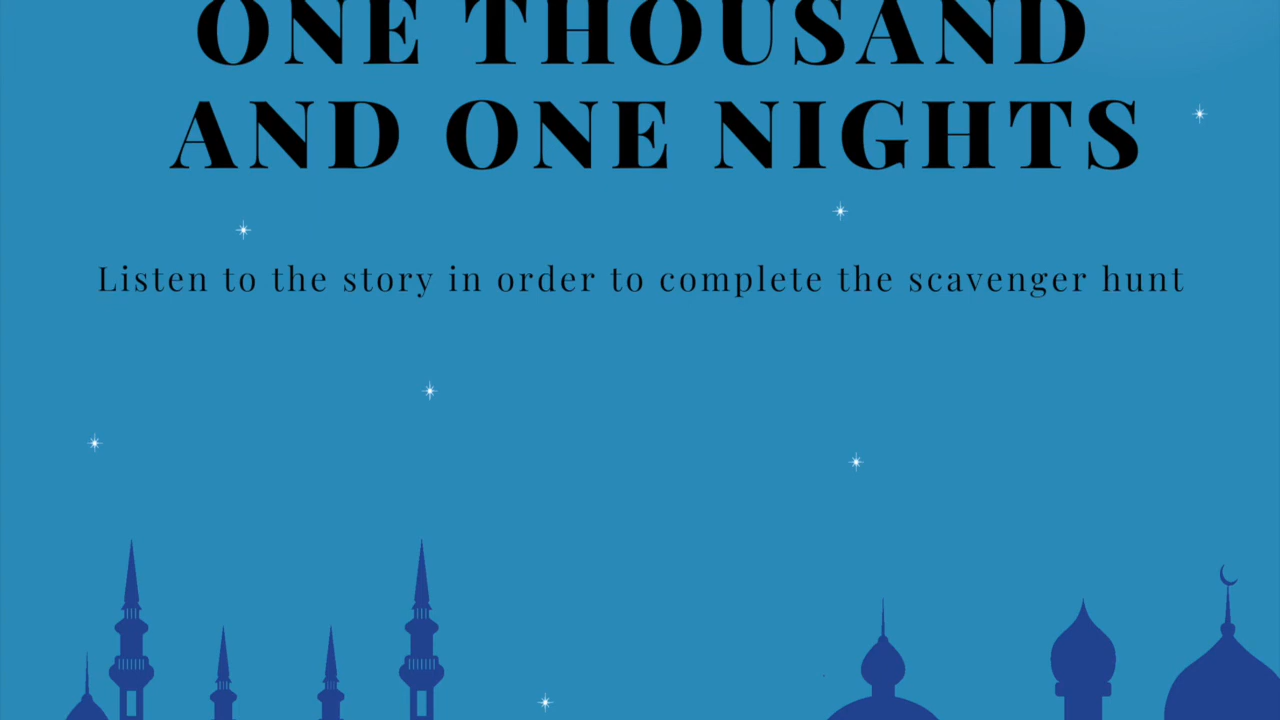 ONE THOUSAND
AND ONE NIGHTS
Listen to the story in order to complete the scavenger hunt